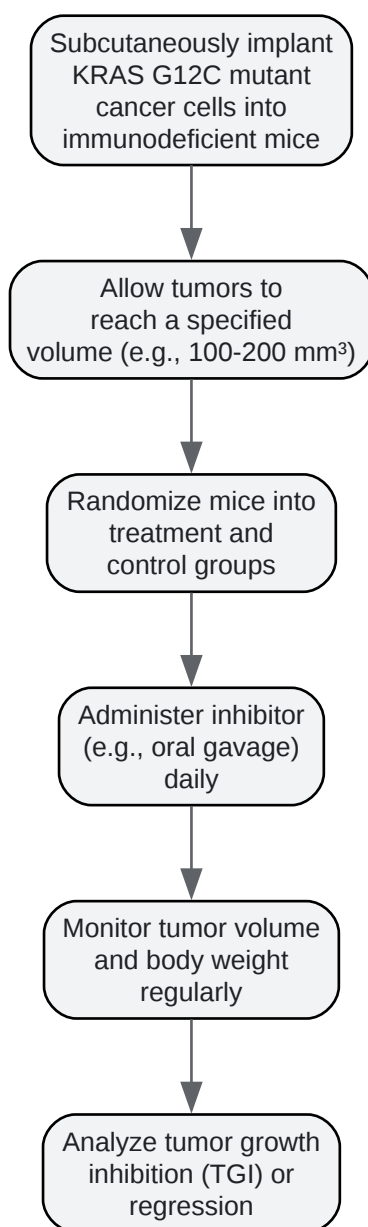 Subcutaneously implant
KRAS G12C mutant
cancer cells into
immunodeficient mice
Allow tumors to
reach a specified
volume (e.g., 100-200 mm³)
Randomize mice into
treatment and
control groups
Administer inhibitor
(e.g., oral gavage)
daily
Monitor tumor volume
and body weight
regularly
Analyze tumor growth
inhibition (TGI) or
regression